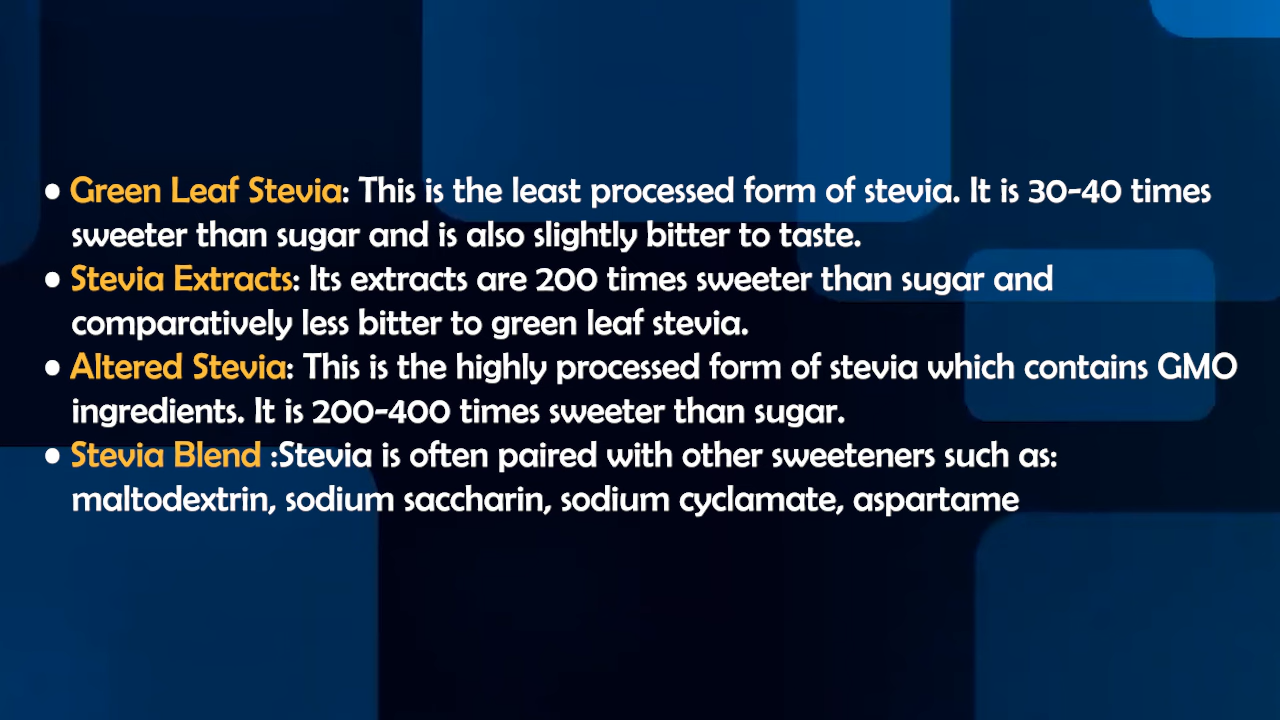 • Green Leaf Stevia: This is the least processed form of stevia. It is 30-40 times
sweeter than sugar and is also slightly bitter to taste.
• Stevia Extracts: Its extracts are 200 times sweeter than sugar and
comparatively less bitter to green leaf stevia.
• Altered Stevia: This is the highly processed form of stevia which contains GMO
ingredients. It is 200-400 times sweeter than sugar.
• Stevia Blend :Stevia is often paired with other sweeteners such as:
maltodextrin, sodium saccharin, sodium cyclamate, aspartame